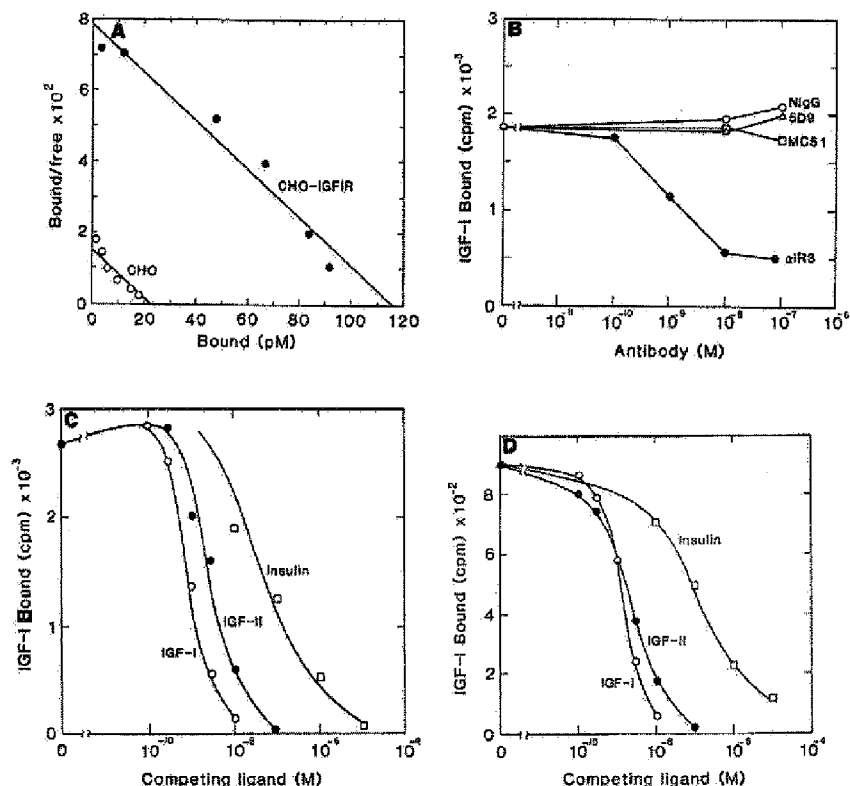 A
Bound/free x10²
8
6
4
2
0
CHO-IGFIR
CHO
0 20 40 60 80 100 120
Bound (pM)
B
IGF-I Bound (cpm) x 10⁻³
3
2
1
0
NIgG
5D9
MC51
αIR3
0 10⁻¹⁰ 10⁻⁹ 10⁻⁸ 10⁻⁷ 10⁻⁶
Antibody (M)
C
IGF-I Bound (cpm) x 10⁻³
3
2
1
0
Insulin
IGF-II
IGF-I
0 10⁻¹⁰ 10⁻⁸ 10⁻⁶ 10⁻⁴
Competing ligand (M)
D
IGF-I Bound (cpm) x 10⁻²
10
8
6
4
2
0
Insulin
IGF-II
IGF-I
0 10⁻¹⁰ 10⁻⁸ 10⁻⁶ 10⁻⁴
Competing ligand (M)